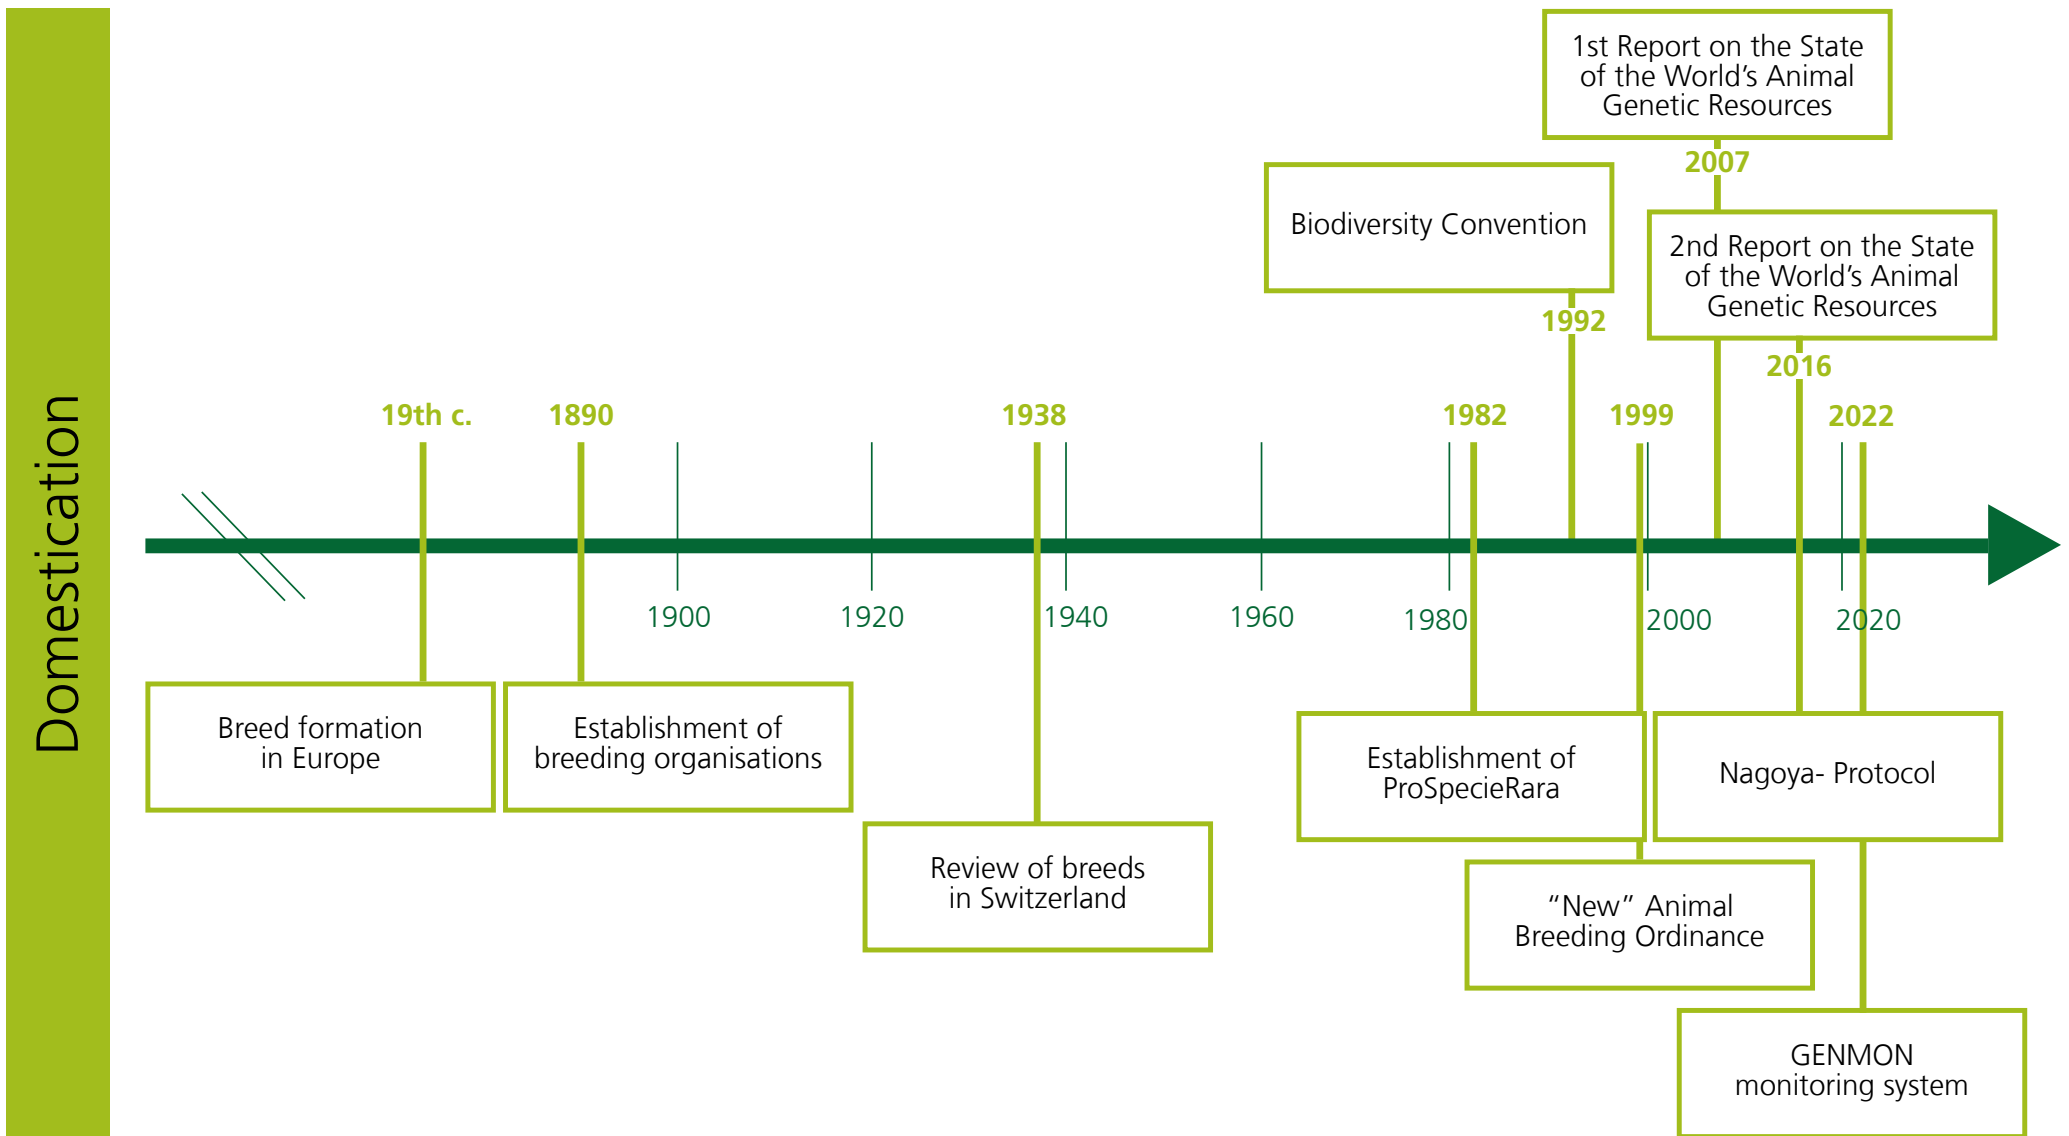 Domestication
1st Report on the State
of the World's Animal
Genetic Resources
2007
Biodiversity Convention
1992
2nd Report on the State
of the World's Animal
Genetic Resources
2016
19th c.
1890
1938
1982
1999
2022
1900
1920
1940
1960
1980
2000
2020
Breed formation
in Europe
Establishment of
breeding organisations
Review of breeds
in Switzerland
Establishment of
ProSpecieRara
Nagoya- Protocol
“New” Animal
Breeding Ordinance
GENMON
monitoring system